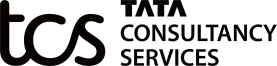 tcs
TATA
CONSULTANCY
SERVICES